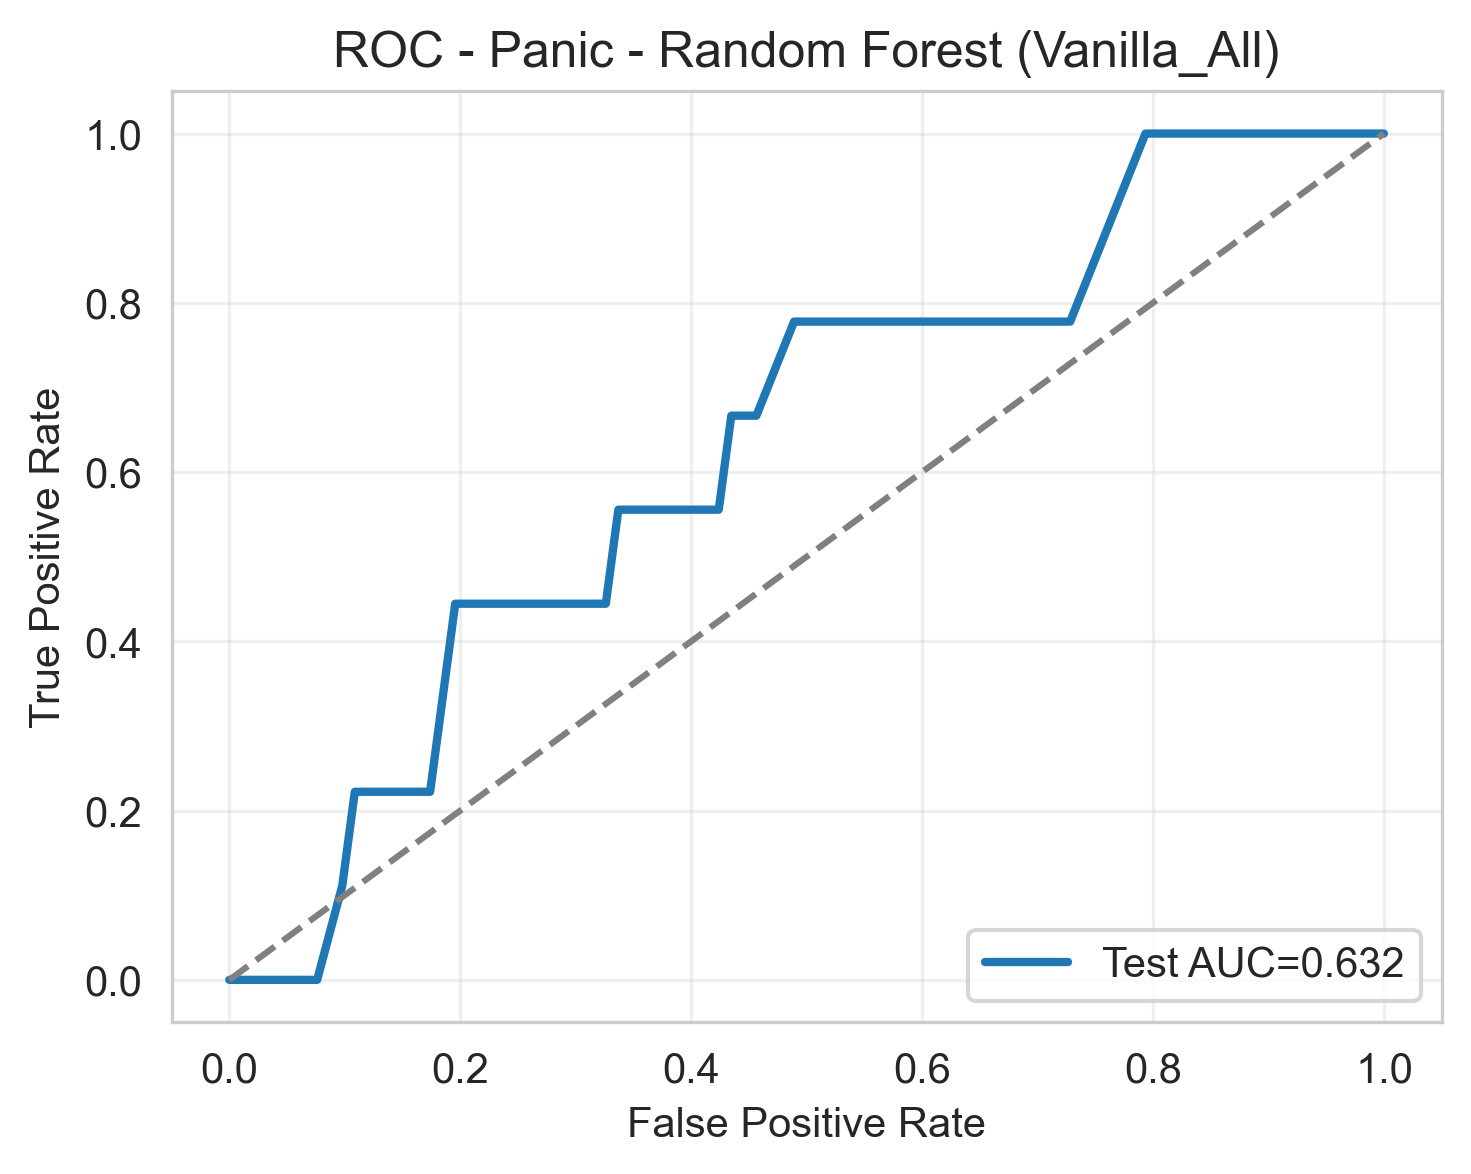 ROC - Panic - Random Forest (Vanilla_All)
True Positive Rate
1.0
0.8
0.6
0.4
0.2
0.0
Test AUC=0.632
0.0 0.2 0.4 0.6 0.8 1.0
False Positive Rate